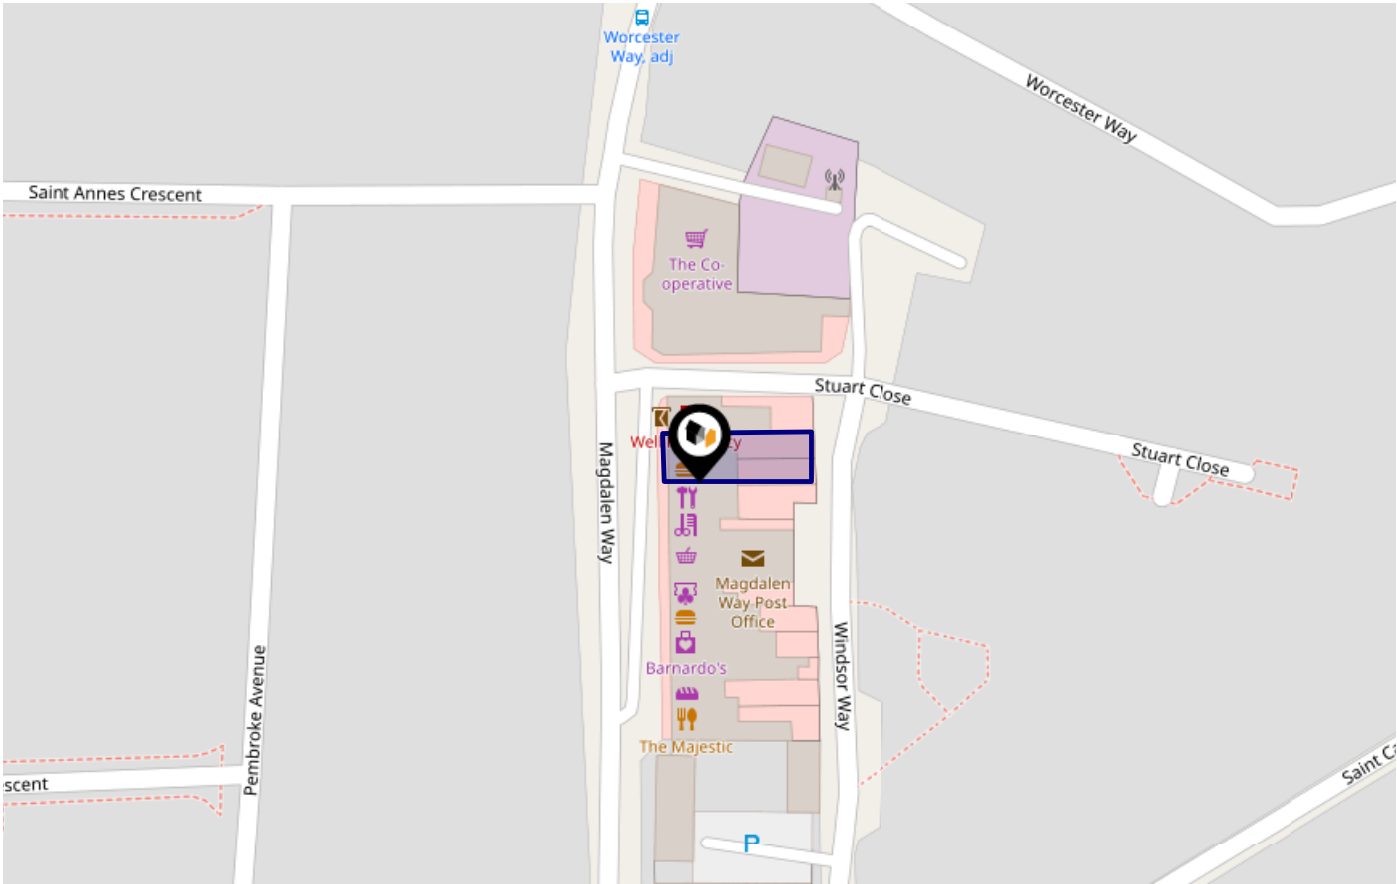 Worcester
Way, adj
Worcester Way
Saint Annes Crescent
The Co-
operative
Stuart Close
Stuart Close
Magdalen Way
Magdalen
Way Post
Office
Barnardo's
The Majestic
Windsor Way
Pembroke Avenue
escent
P